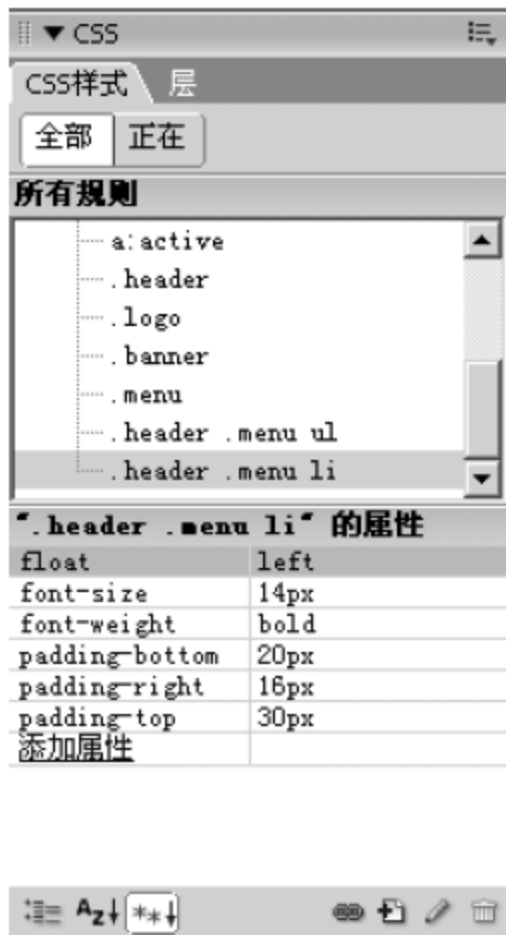 CSS
CSS样式 层
全部 正在
所有规则
a:active
.header
.logo
.banner
.menu
.header .menu ul
.header .menu li
".header .menu li" 的属性
float left
font-size 14px
font-weight bold
padding-bottom 20px
padding-right 16px
padding-top 30px
添加属性
AZ↓ **↓